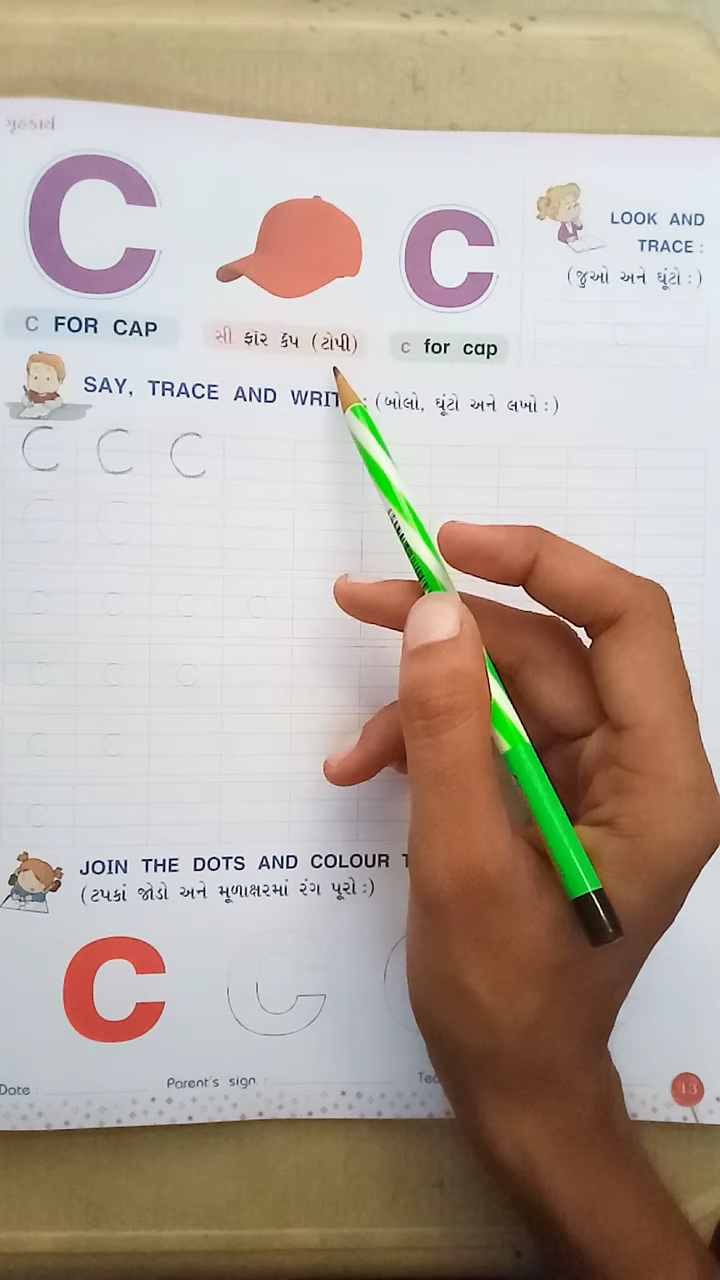 ગૃહકાર્ય
C c
LOOK AND
TRACE :
(જુઓ અને ઘૂંટો :)
C
C FOR CAP
સી ફૉર કૅપ (ટોપી)
c for cap
SAY, TRACE AND WRIT : (બોલો, ઘૂંટો અને લખો :)
C C C
C C
C C C C
C C C
C C
C
JOIN THE DOTS AND COLOUR
(ટપકાં જોડો અને મૂળાક્ષરમાં રંગ પૂરો :)
C C
Date Parent's sign : 13